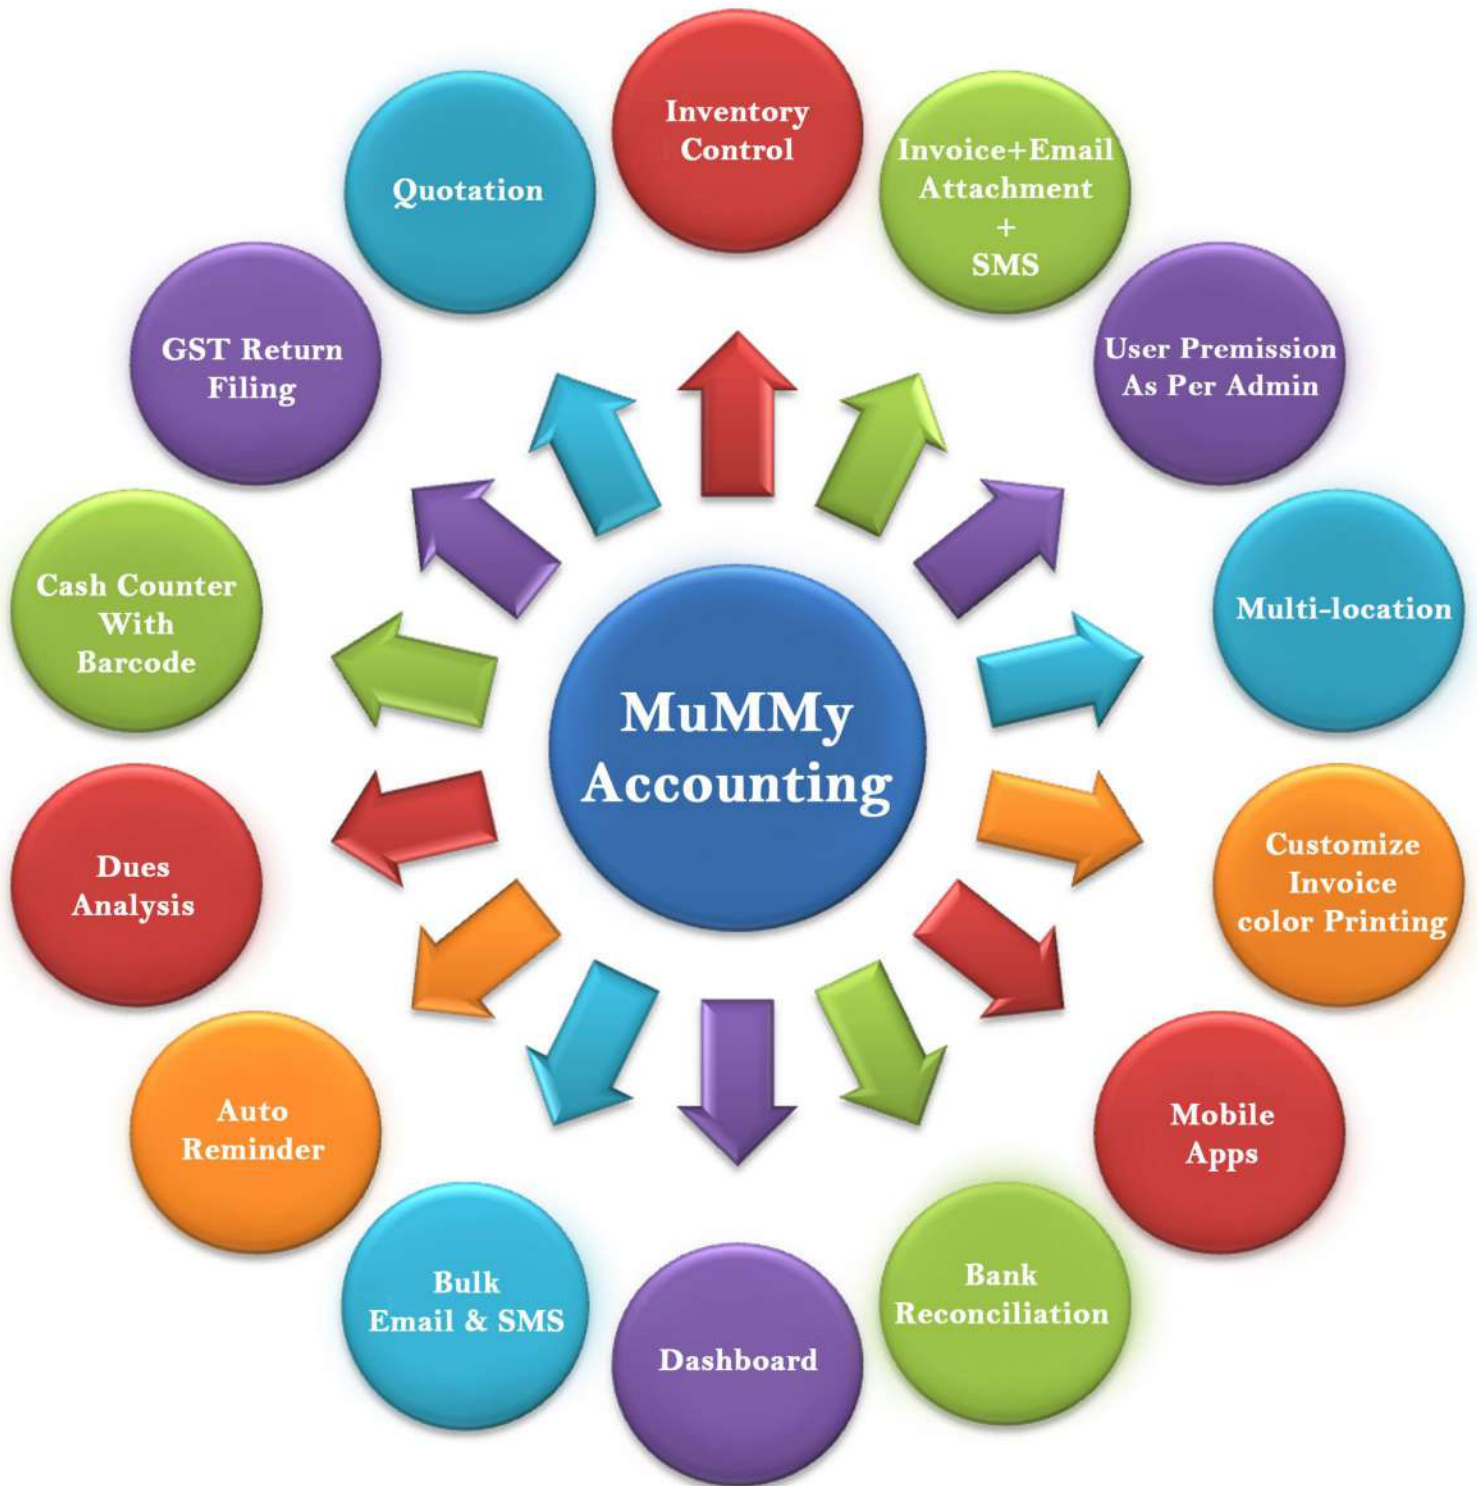 Inventory
Control
Invoice+Email
Attachment
+
SMS
User Premission
As Per Admin
Multi-location
Customize
Invoice
color Printing
Mobile
Apps
Bank
Reconciliation
Dashboard
Bulk
Email & SMS
Auto
Reminder
Dues
Analysis
Cash Counter
With
Barcode
GST Return
Filing
Quotation
MuMMy
Accounting